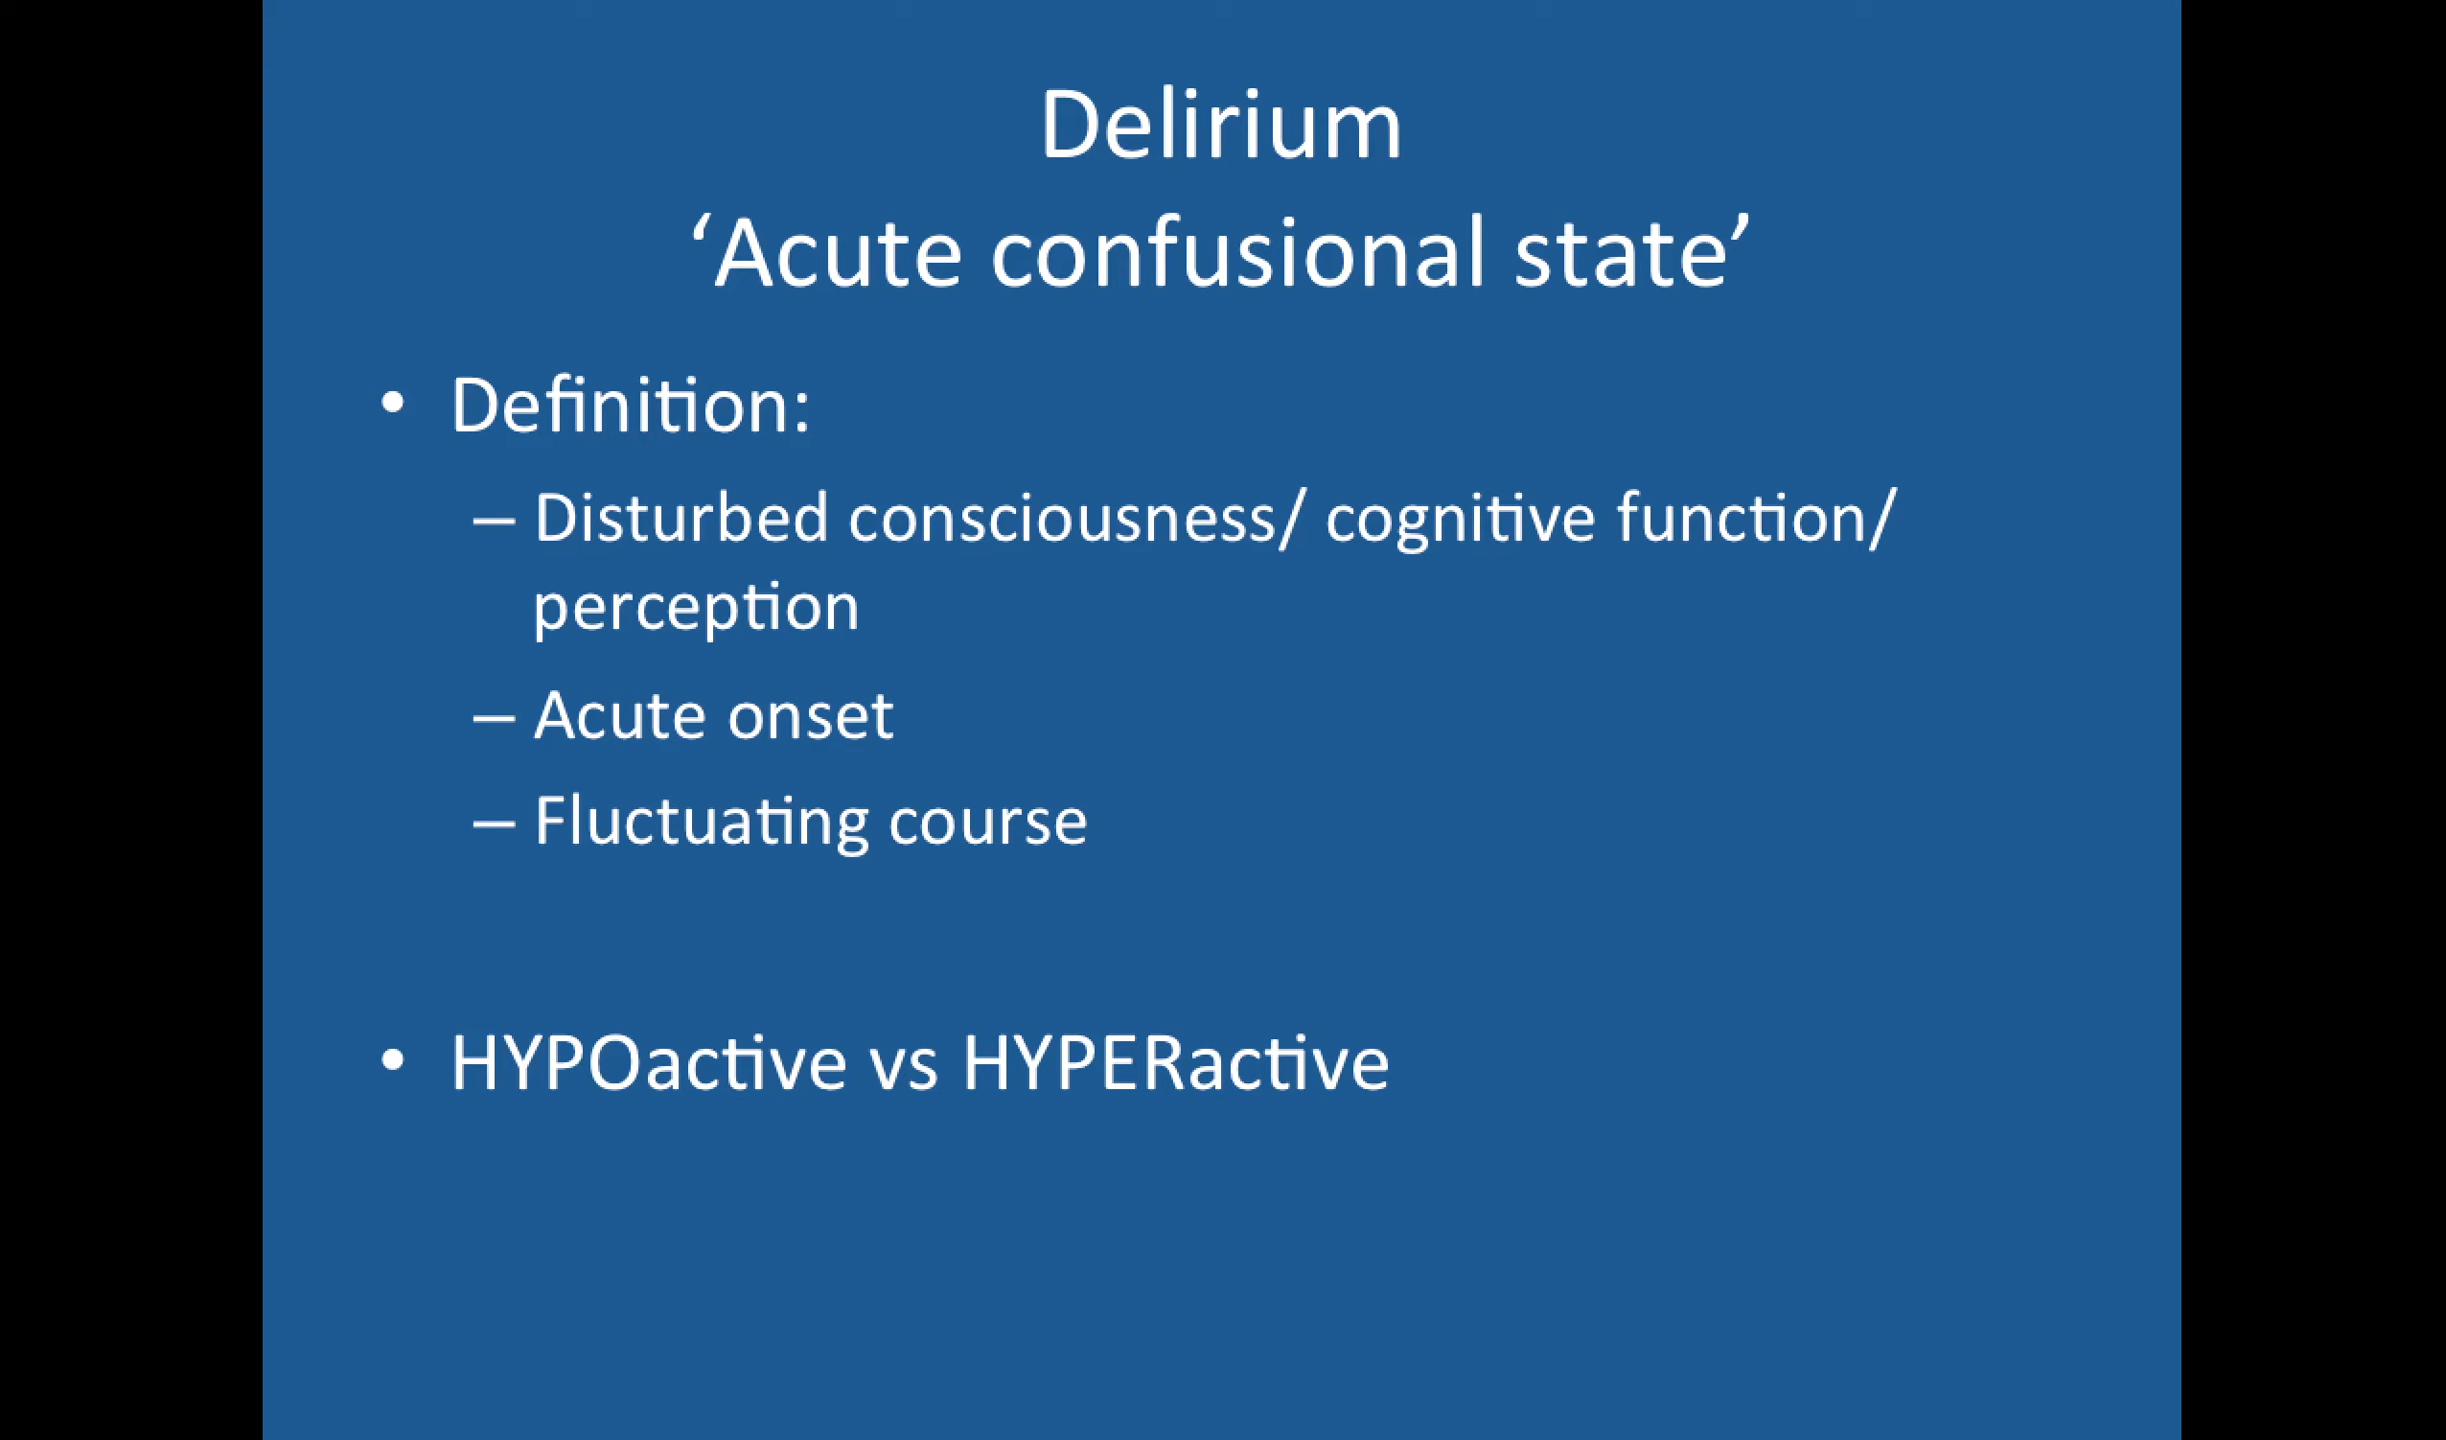 Delirium
‘Acute confusional state’
• Definition:
– Disturbed consciousness/ cognitive function/
perception
– Acute onset
– Fluctuating course
• HYPOactive vs HYPERactive